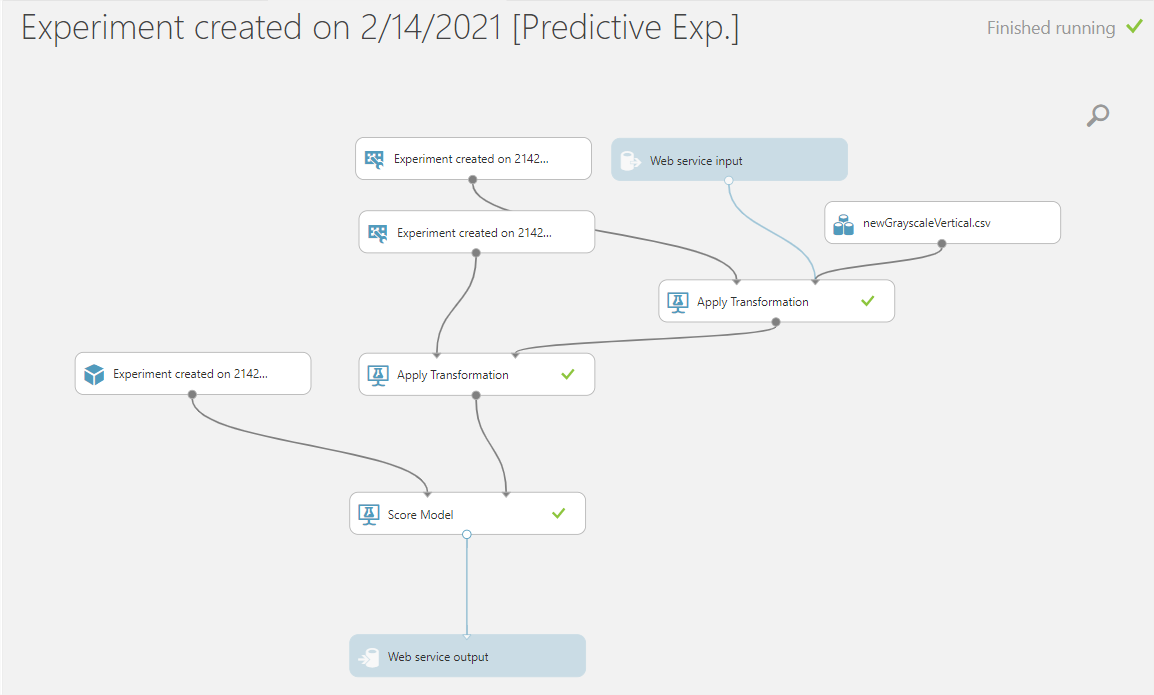 Experiment created on 2/14/2021 [Predictive Exp.]
Finished running
Experiment created on 2142...
Web service input
Experiment created on 2142...
newGrayscaleVertical.csv
Apply Transformation
Experiment created on 2142...
Apply Transformation
Score Model
Web service output